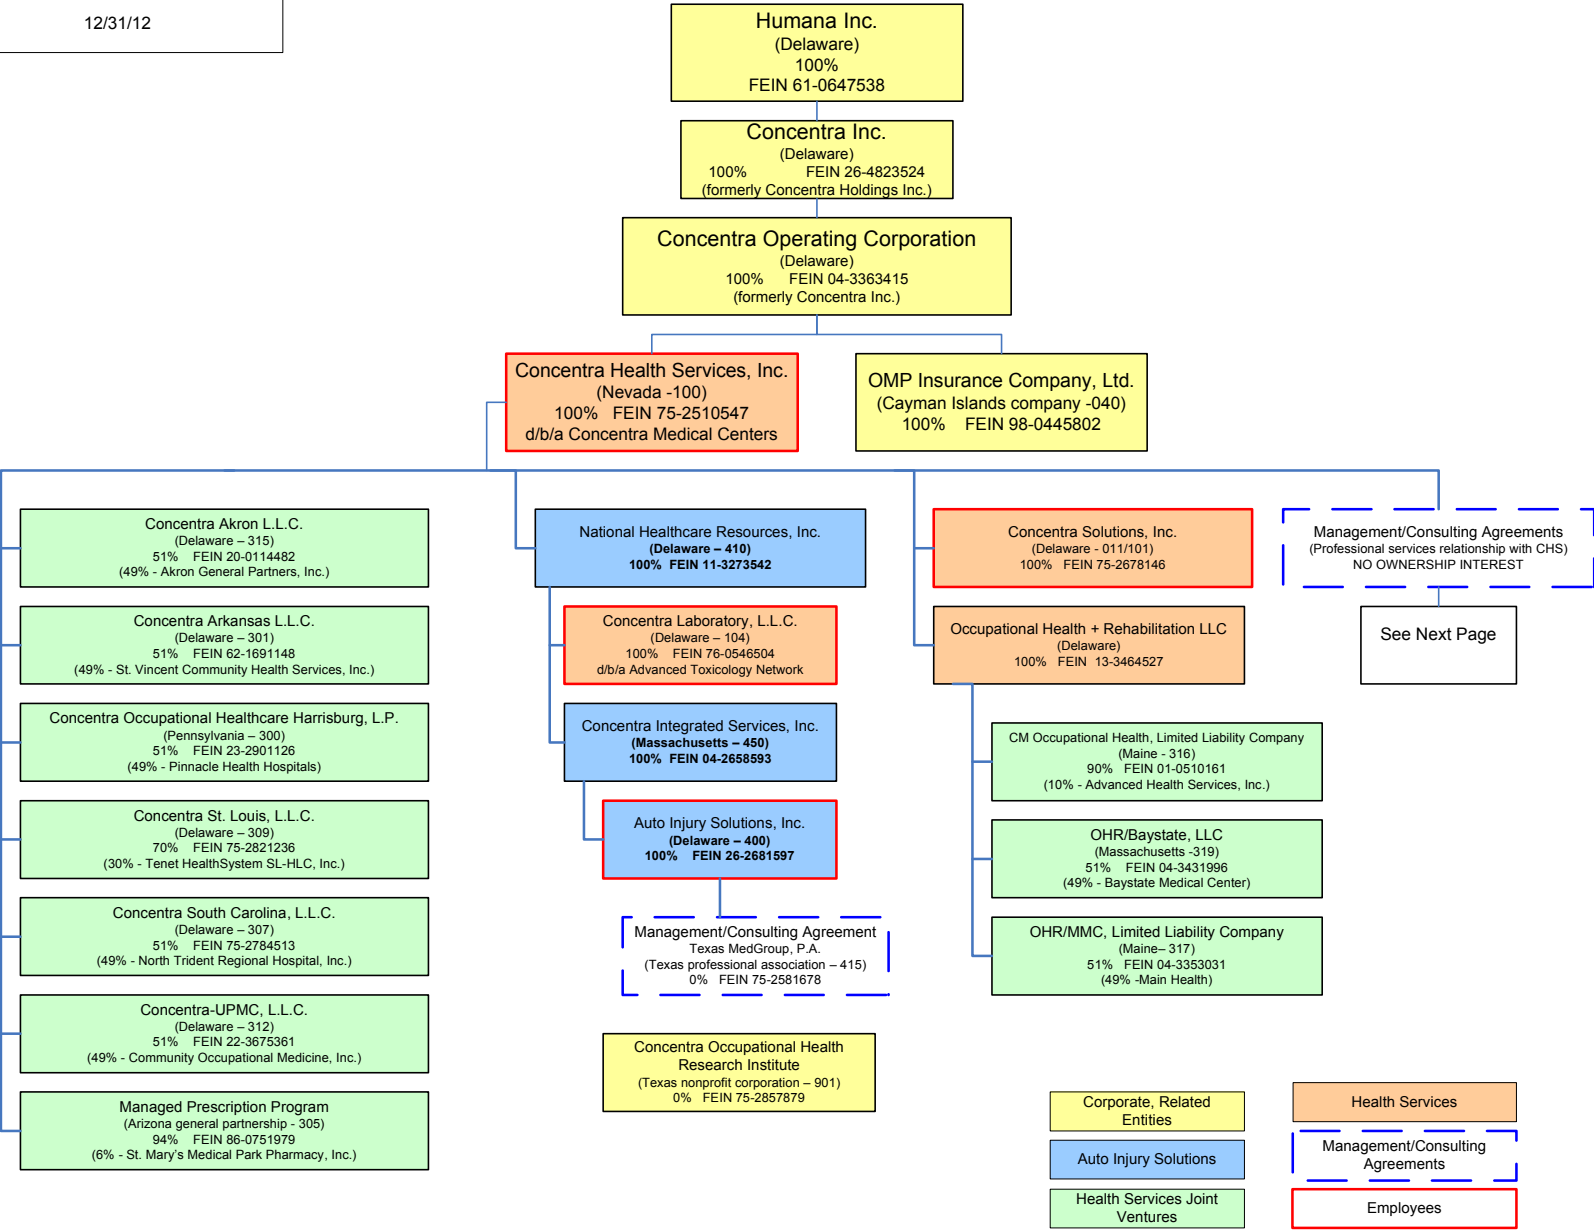 12/31/12
Humana Inc.
(Delaware)
100%
FEIN 61-0647538
Concentra Inc.
(Delaware)
100% FEIN 26-4823524
(formerly Concentra Holdings Inc.)
Concentra Operating Corporation
(Delaware)
100% FEIN 04-3363415
(formerly Concentra Inc.)
Concentra Health Services, Inc.
(Nevada -100)
100% FEIN 75-2510547
d/b/a Concentra Medical Centers
OMP Insurance Company, Ltd.
(Cayman Islands company -040)
100% FEIN 98-0445802
Concentra Akron L.L.C.
(Delaware – 315)
51% FEIN 20-0114482
(49% - Akron General Partners, Inc.)
Concentra Arkansas L.L.C.
(Delaware – 301)
51% FEIN 62-1691148
(49% - St. Vincent Community Health Services, Inc.)
Concentra Occupational Healthcare Harrisburg, L.P.
(Pennsylvania – 300)
51% FEIN 23-2901126
(49% - Pinnacle Health Hospitals)
Concentra St. Louis, L.L.C.
(Delaware – 309)
70% FEIN 75-2821236
(30% - Tenet HealthSystem SL-HLC, Inc.)
Concentra South Carolina, L.L.C.
(Delaware – 307)
51% FEIN 75-2784513
(49% - North Trident Regional Hospital, Inc.)
Concentra-UPMC, L.L.C.
(Delaware – 312)
51% FEIN 22-3675361
(49% - Community Occupational Medicine, Inc.)
Managed Prescription Program
(Arizona general partnership - 305)
94% FEIN 86-0751979
(6% - St. Mary's Medical Park Pharmacy, Inc.)
National Healthcare Resources, Inc.
(Delaware – 410)
100% FEIN 11-3273542
Concentra Laboratory, L.L.C.
(Delaware – 104)
100% FEIN 76-0546504
d/b/a Advanced Toxicology Network
Concentra Integrated Services, Inc.
(Massachusetts – 450)
100% FEIN 04-2658593
Auto Injury Solutions, Inc.
(Delaware – 400)
100% FEIN 26-2681597
Management/Consulting Agreement
Texas MedGroup, P.A.
(Texas professional association – 415)
0% FEIN 75-2581678
Concentra Occupational Health
Research Institute
(Texas nonprofit corporation – 901)
0% FEIN 75-2857879
Concentra Solutions, Inc.
(Delaware - 011/101)
100% FEIN 75-2678146
Occupational Health + Rehabilitation LLC
(Delaware)
100% FEIN 13-3464527
CM Occupational Health, Limited Liability Company
(Maine - 316)
90% FEIN 01-0510161
(10% - Advanced Health Services, Inc.)
OHR/Baystate, LLC
(Massachusetts -319)
51% FEIN 04-3431996
(49% - Baystate Medical Center)
OHR/MMC, Limited Liability Company
(Maine– 317)
51% FEIN 04-3353031
(49% -Main Health)
Management/Consulting Agreements
(Professional services relationship with CHS)
NO OWNERSHIP INTEREST
See Next Page
Corporate, Related
Entities
Health Services
Auto Injury Solutions
Management/Consulting
Agreements
Health Services Joint
Ventures
Employees